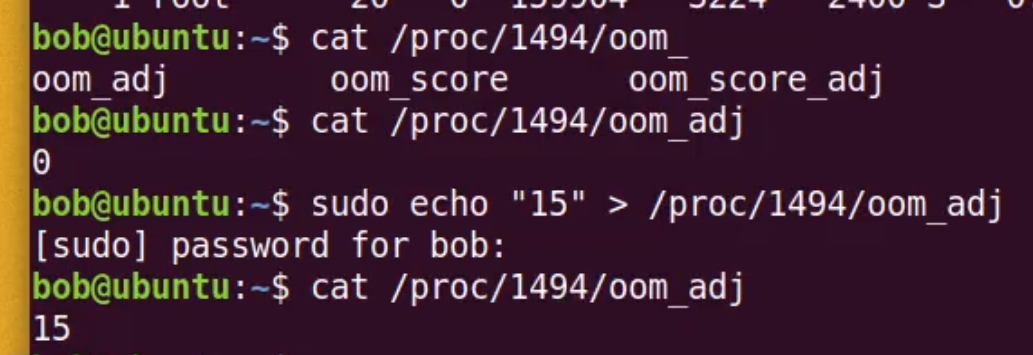 bob@ubuntu:~$ cat /proc/1494/oom_
oom_adj oom_score oom_score_adj
bob@ubuntu:~$ cat /proc/1494/oom_adj
0
bob@ubuntu:~$ sudo echo "15" > /proc/1494/oom_adj
[sudo] password for bob:
bob@ubuntu:~$ cat /proc/1494/oom_adj
15